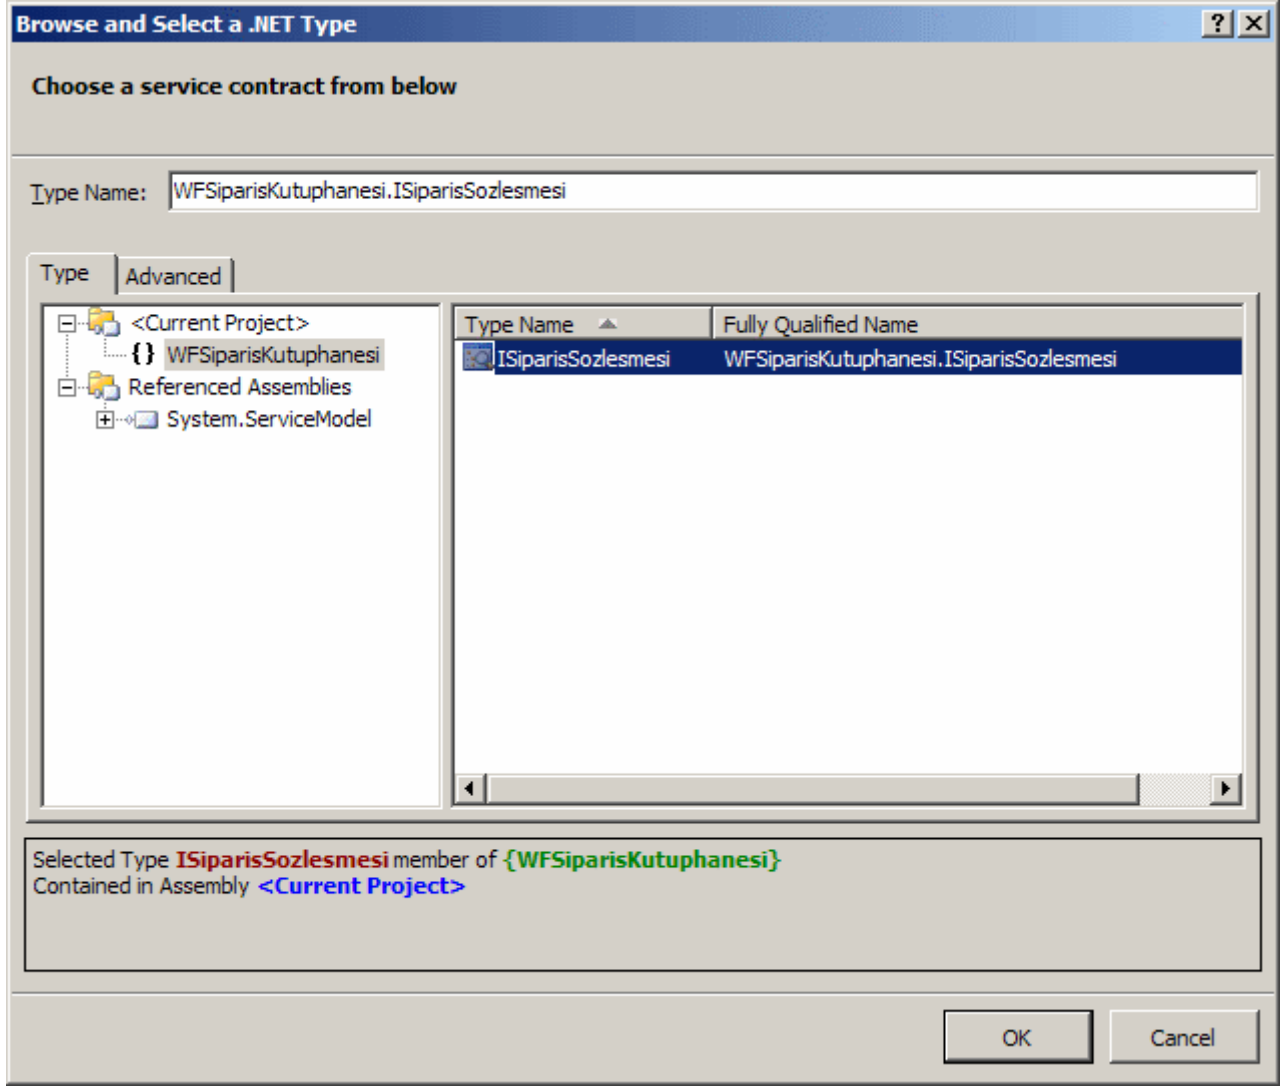 Browse and Select a .NET Type
Choose a service contract from below
Type Name: WFSiparisKutuphanesi.ISiparisSozlesmesi
Type Advanced
<Current Project>
{} WFSiparisKutuphanesi
Referenced Assemblies
System.ServiceModel
Type Name Fully Qualified Name
ISiparisSozlesmesi WFSiparisKutuphanesi.ISiparisSozlesmesi
Selected Type ISiparisSozlesmesi member of {WFSiparisKutuphanesi}
Contained in Assembly <Current Project>
OK Cancel